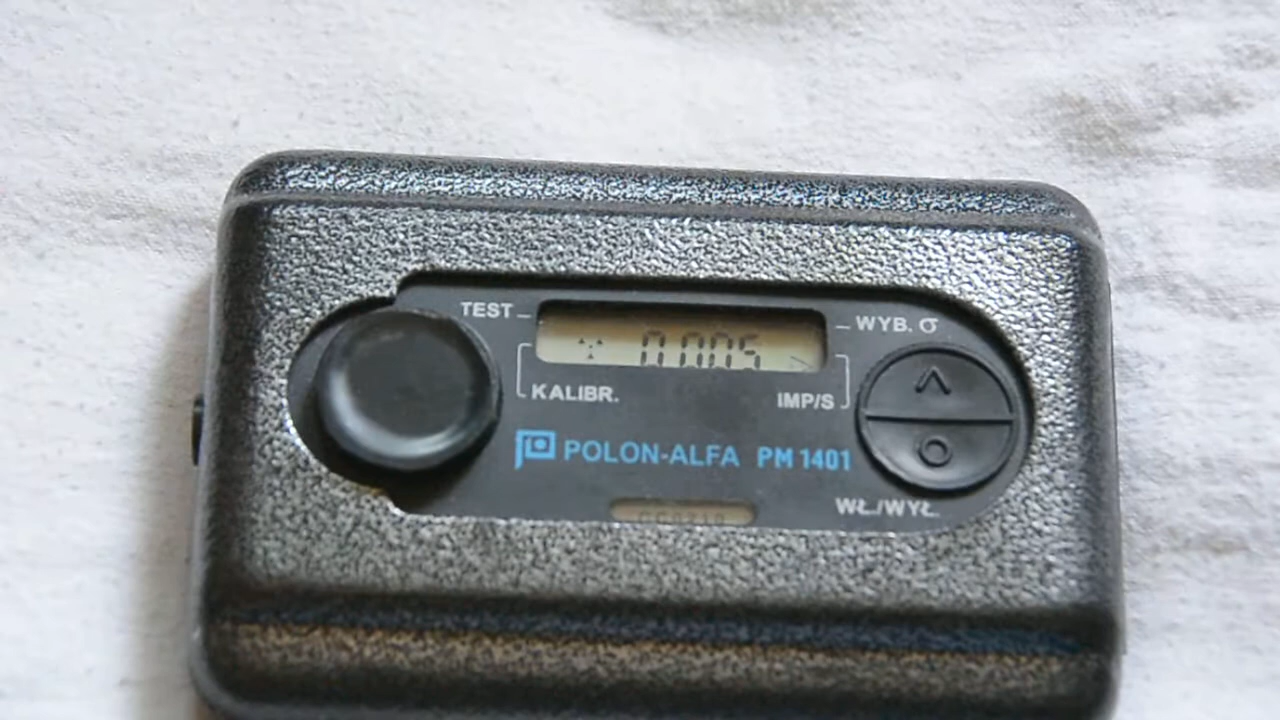 TEST
WYB. σ
0.005
KALIBR.
IMP/S
POLON-ALFA PM 1401
WŁ./WYŁ.